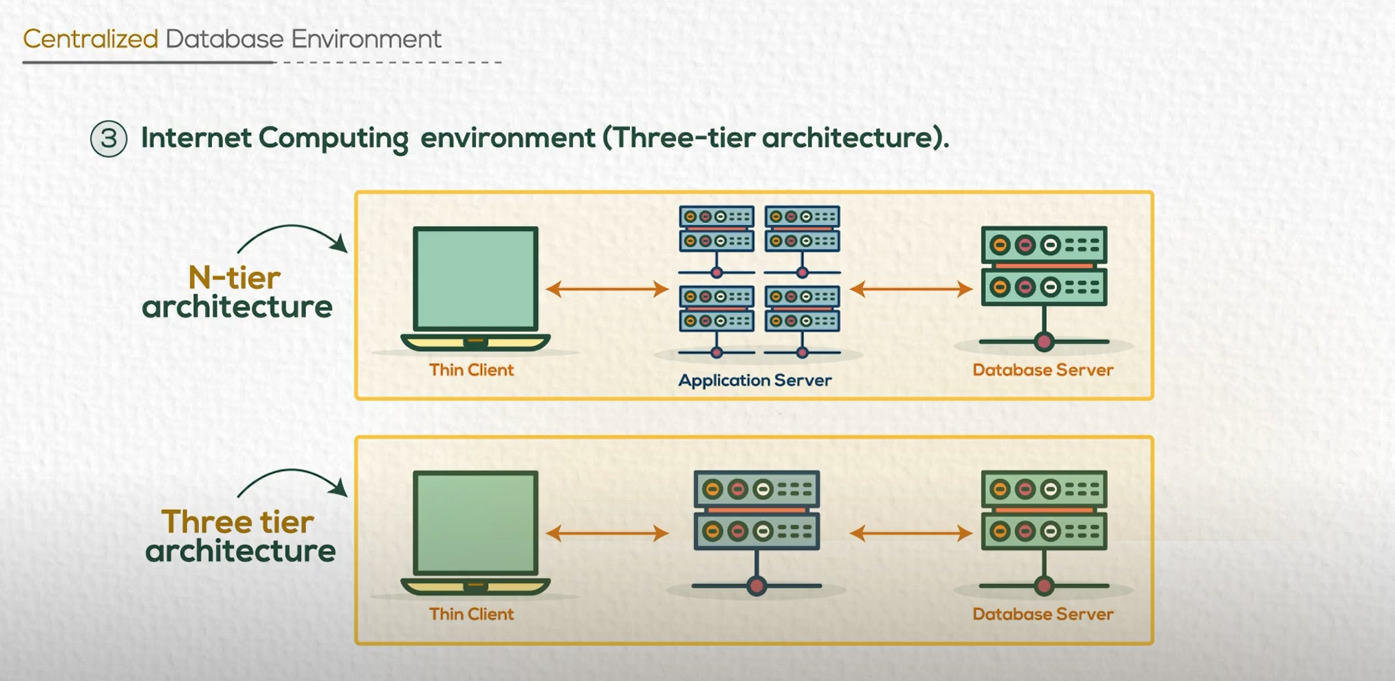 Centralized Database Environment
3 Internet Computing environment (Three-tier architecture).
N-tier
architecture
Thin Client
Application Server
Database Server
Three tier
architecture
Thin Client
Database Server